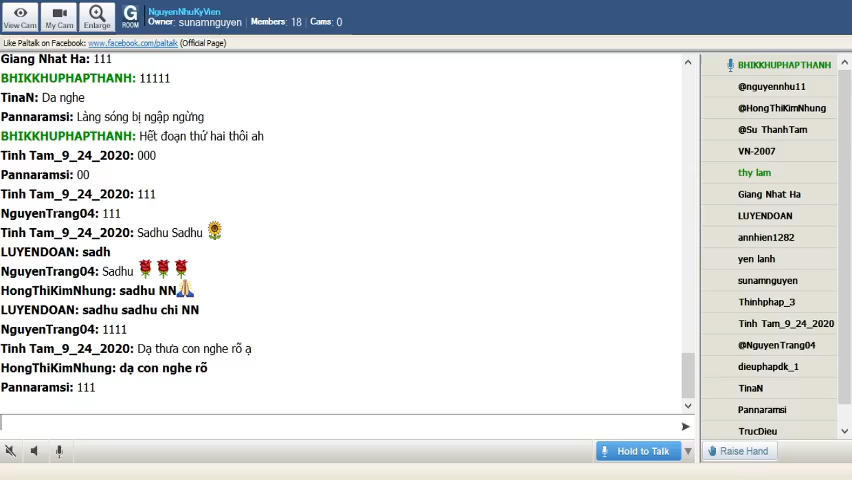 View Cam
My Cam
Enlarge
G
ROOM
NguyenNhuKyVien
Owner: sunamnguyen | Members: 18 | Cams: 0
Like Paltalk on Facebook: www.facebook.com/paltalk (Official Page)
Giang Nhat Ha: 111
BHIKKHUPHAPTHANH: 11111
TinaN: Da nghe
Pannaramsi: Làng sóng bị ngập ngừng
BHIKKHUPHAPTHANH: Hết đoạn thứ hai thôi ah
Tinh Tam_9_24_2020: 000
Pannaramsi: 00
Tinh Tam_9_24_2020: 111
NguyenTrang04: 111
Tinh Tam_9_24_2020: Sadhu Sadhu
LUYENDOAN: sadh
NguyenTrang04: Sadhu
HongThiKimNhung: sadhu NN
LUYENDOAN: sadhu sadhu chi NN
NguyenTrang04: 1111
Tinh Tam_9_24_2020: Dạ thưa con nghe rõ ạ
HongThiKimNhung: dạ con nghe rõ
Pannaramsi: 111
BHIKKHUPHAPTHANH
@nguyennhu11
@HongThiKimNhung
@Su ThanhTam
VN-2007
thy lam
Giang Nhat Ha
LUYENDOAN
annhien1282
yen lanh
sunamnguyen
Thinhphap_3
Tinh Tam_9_24_2020
@NguyenTrang04
dieuphapdk_1
TinaN
Pannaramsi
TrucDieu
Hold to Talk
Raise Hand